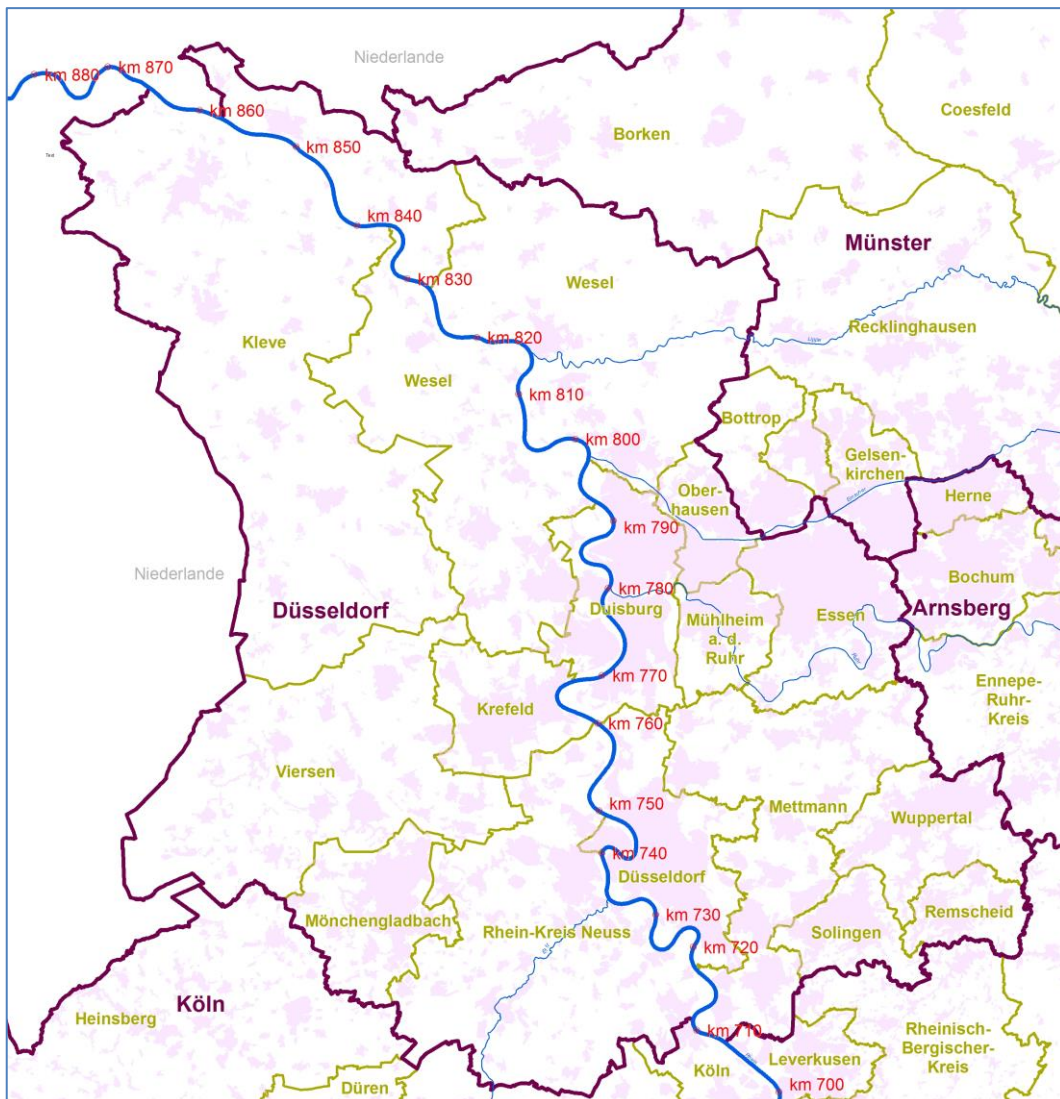 Niederlande
km 880
km 870
km 860
Coesfeld
Borken
km 850
km 840
Münster
km 830
Wesel
Recklinghausen
km 820
Lippe
Kleve
Wesel
km 810
Bottrop
km 800
Gelsen-
kirchen
Ober-
hausen
Herne
km 790
Niederlande
km 780
Bochum
Düsseldorf
Duisburg
Mühlheim
a. d.
Ruhr
Essen
Arnsberg
Ruhr
km 770
Ennepe-
Ruhr-
Kreis
Krefeld
km 760
Viersen
km 750
Mettmann
Wuppertal
km 740
Düsseldorf
Mönchengladbach
km 730
Remscheid
Rhein-Kreis Neuss
Solingen
km 720
Erft
Köln
Heinsberg
km 710
Rheinisch-
Bergischer-
Kreis
Leverkusen
Köln
Düren
km 700